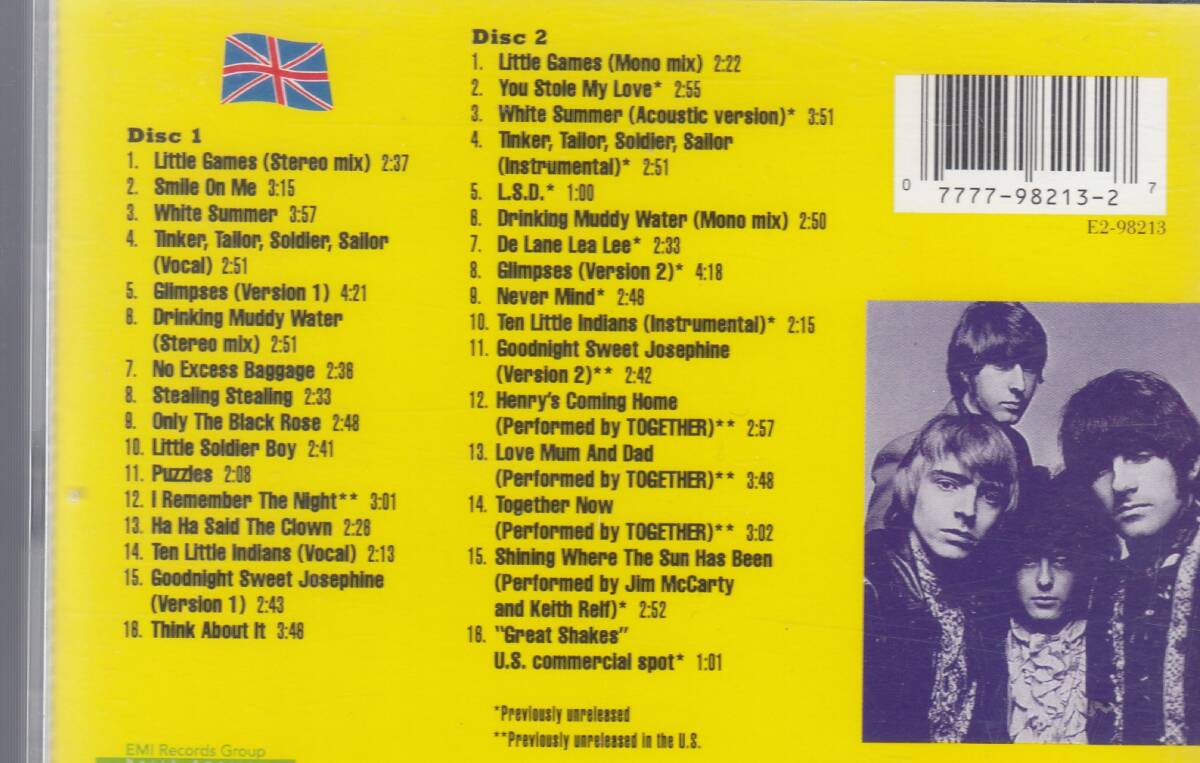 Disc 1
1. Little Games (Stereo mix) 2:37
2. Smile On Me 3:15
3. White Summer 3:57
4. Tinker, Tailor, Soldier, Sailor
(Vocal) 2:51
5. Glimpses (Version 1) 4:21
6. Drinking Muddy Water
(Stereo mix) 2:51
7. No Excess Baggage 2:36
8. Stealing Stealing 2:33
9. Only The Black Rose 2:48
10. Little Soldier Boy 2:41
11. Puzzles 2:08
12. I Remember The Night** 3:01
13. Ha Ha Said The Clown 2:28
14. Ten Little Indians (Vocal) 2:13
15. Goodnight Sweet Josephine
(Version 1) 2:43
16. Think About It 3:46
EMI Records Group
Disc 2
1. Little Games (Mono mix) 2:22
2. You Stole My Love* 2:55
3. White Summer (Acoustic version)* 3:51
4. Tinker, Tailor, Soldier, Sailor
(Instrumental)* 2:51
5. L.S.D.* 1:00
6. Drinking Muddy Water (Mono mix) 2:50
7. De Lane Lea Lee* 2:33
8. Glimpses (Version 2)* 4:18
9. Never Mind* 2:46
10. Ten Little Indians (Instrumental)* 2:15
11. Goodnight Sweet Josephine
(Version 2)** 2:42
12. Henry's Coming Home
(Performed by TOGETHER)** 2:57
13. Love Mum And Dad
(Performed by TOGETHER)** 3:48
14. Together Now
(Performed by TOGETHER)** 3:02
15. Shining Where The Sun Has Been
(Performed by Jim McCarty
and Keith Relf)* 2:52
16. "Great Shakes"
U.S. commercial spot* 1:01
*Previously unreleased
**Previously unreleased in the U.S.
0 7777-98213-2 7
E2-98213